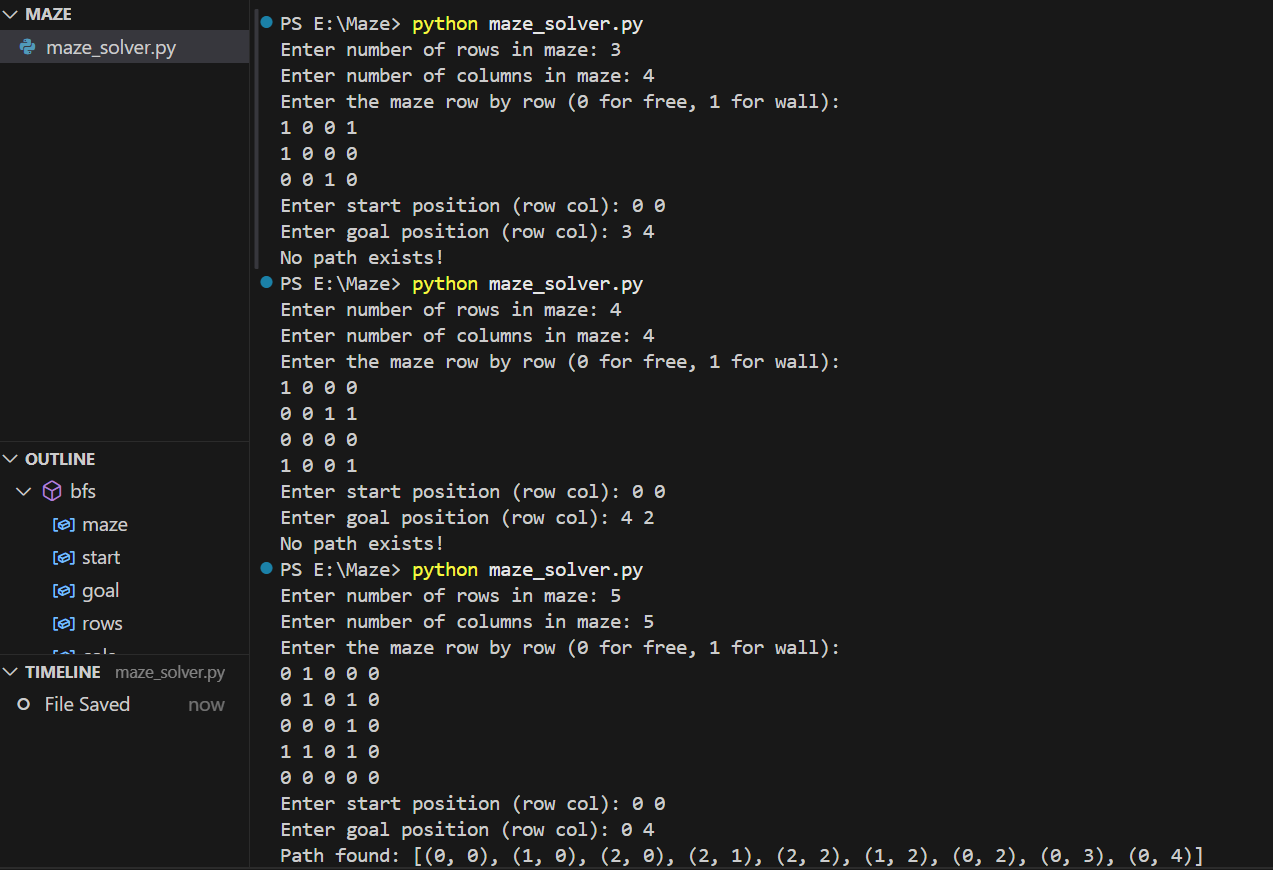 MAZE
maze_solver.py
OUTLINE
bfs
maze
start
goal
rows
TIMELINE maze_solver.py
File Saved now
PS E:\Maze> python maze_solver.py
Enter number of rows in maze: 3
Enter number of columns in maze: 4
Enter the maze row by row (0 for free, 1 for wall):
1 0 0 1
1 0 0 0
0 0 1 0
Enter start position (row col): 0 0
Enter goal position (row col): 3 4
No path exists!
PS E:\Maze> python maze_solver.py
Enter number of rows in maze: 4
Enter number of columns in maze: 4
Enter the maze row by row (0 for free, 1 for wall):
1 0 0 0
0 0 1 1
0 0 0 0
1 0 0 1
Enter start position (row col): 0 0
Enter goal position (row col): 4 2
No path exists!
PS E:\Maze> python maze_solver.py
Enter number of rows in maze: 5
Enter number of columns in maze: 5
Enter the maze row by row (0 for free, 1 for wall):
0 1 0 0 0
0 1 0 1 0
0 0 0 1 0
1 1 0 1 0
0 0 0 0 0
Enter start position (row col): 0 0
Enter goal position (row col): 0 4
Path found: [(0, 0), (1, 0), (2, 0), (2, 1), (2, 2), (1, 2), (0, 2), (0, 3), (0, 4)]